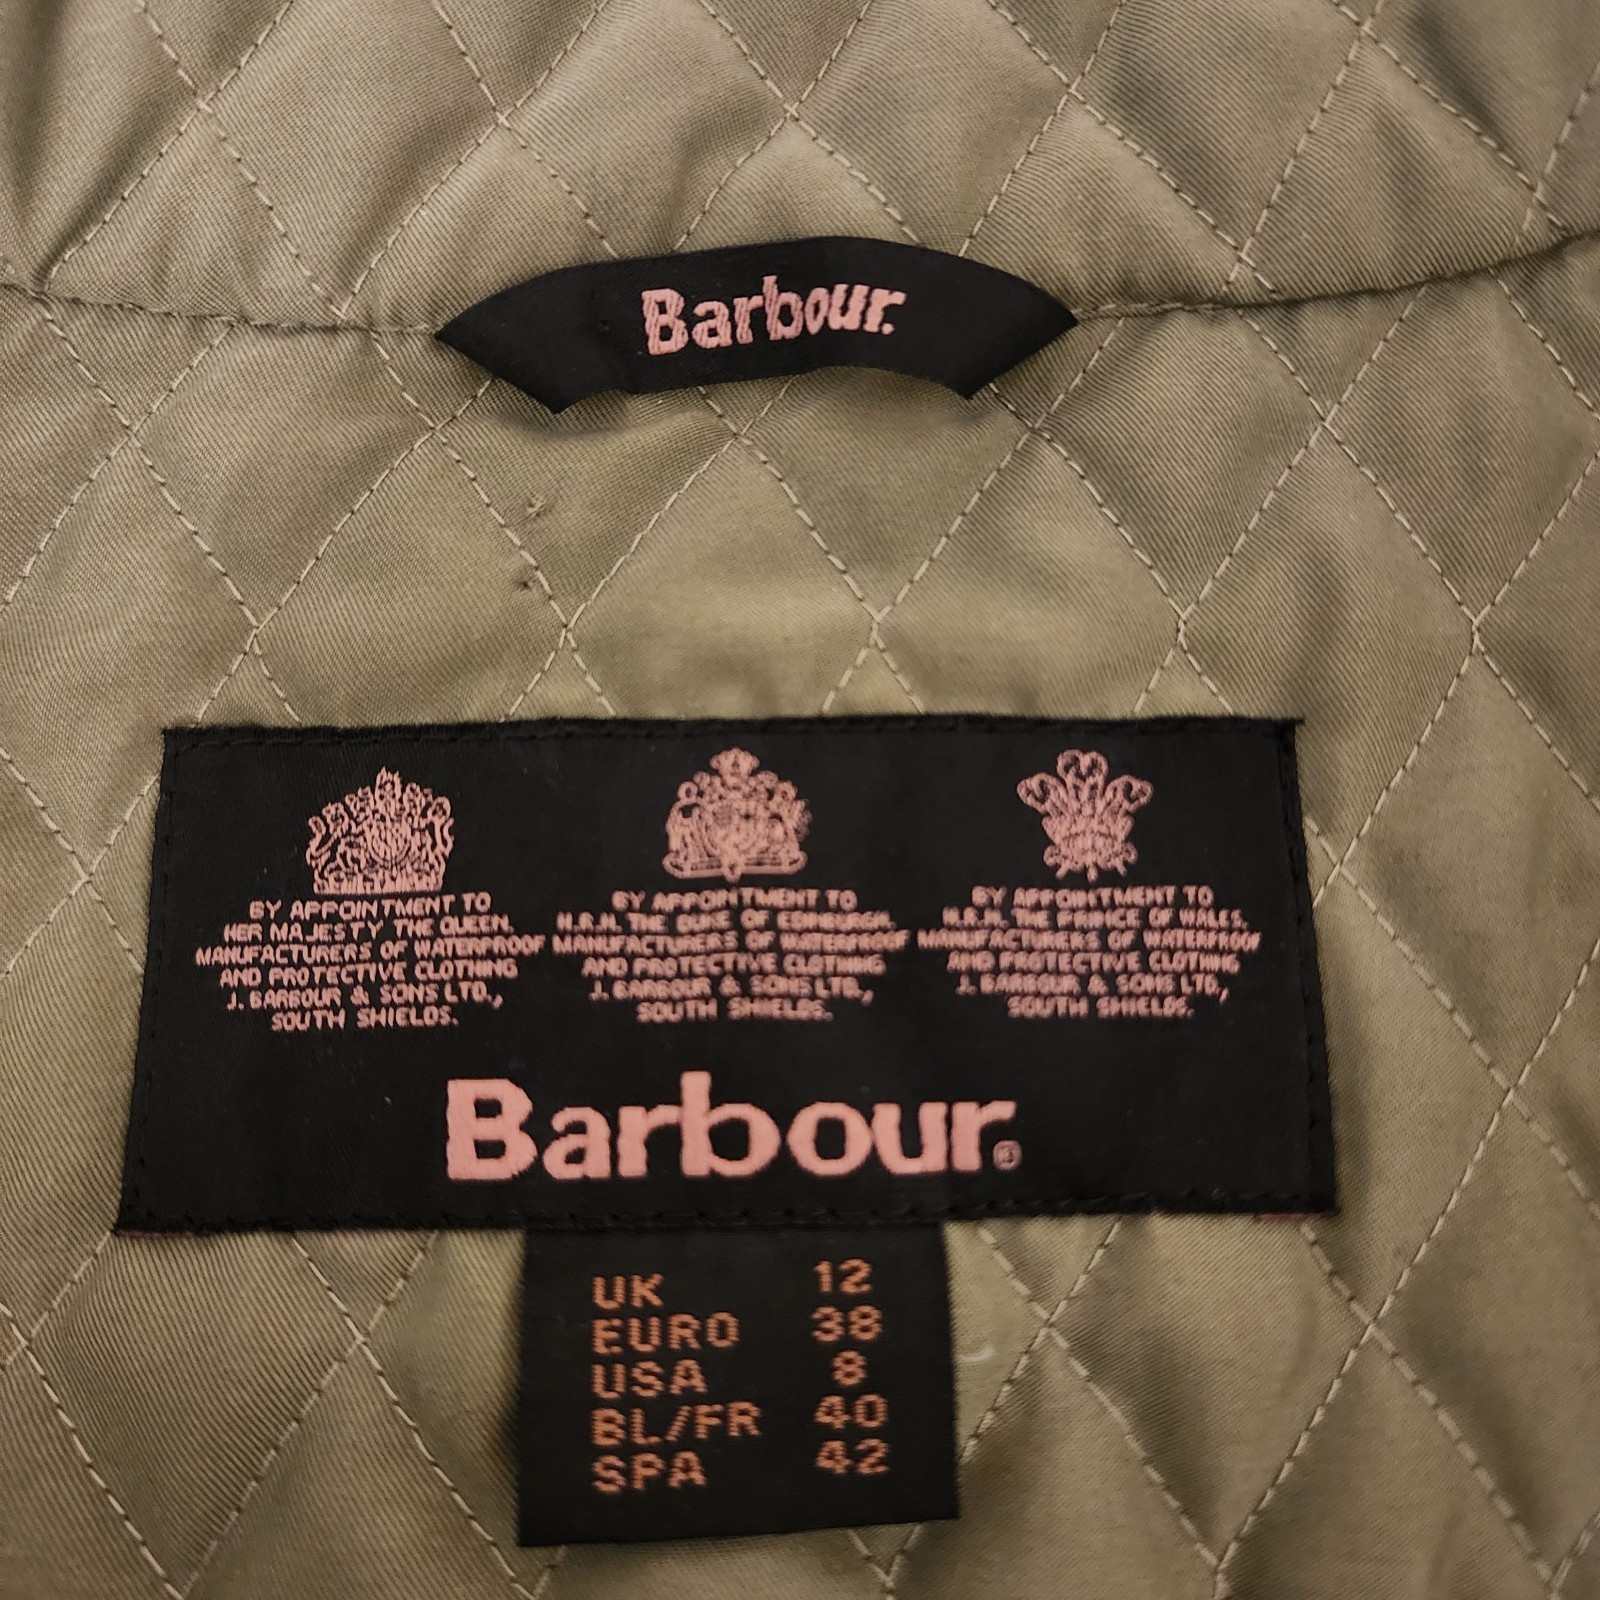 Barbour.
BY APPOINTMENT TO
HER MAJESTY THE QUEEN,
MANUFACTURERS OF WATERPROOF
AND PROTECTIVE CLOTHING
J. BARBOUR & SONS LTD.,
SOUTH SHIELDS.
BY APPOINTMENT TO
H.R.H. THE DUKE OF EDINBURGH,
MANUFACTURERS OF WATERPROOF
AND PROTECTIVE CLOTHING
J. BARBOUR & SONS LTD.,
SOUTH SHIELDS.
BY APPOINTMENT TO
H.R.H. THE PRINCE OF WALES,
MANUFACTURERS OF WATERPROOF
AND PROTECTIVE CLOTHING
J. BARBOUR & SONS LTD,
SOUTH SHIELDS.
Barbour®
UK 12
EURO 38
USA 8
BL/FR 40
SPA 42